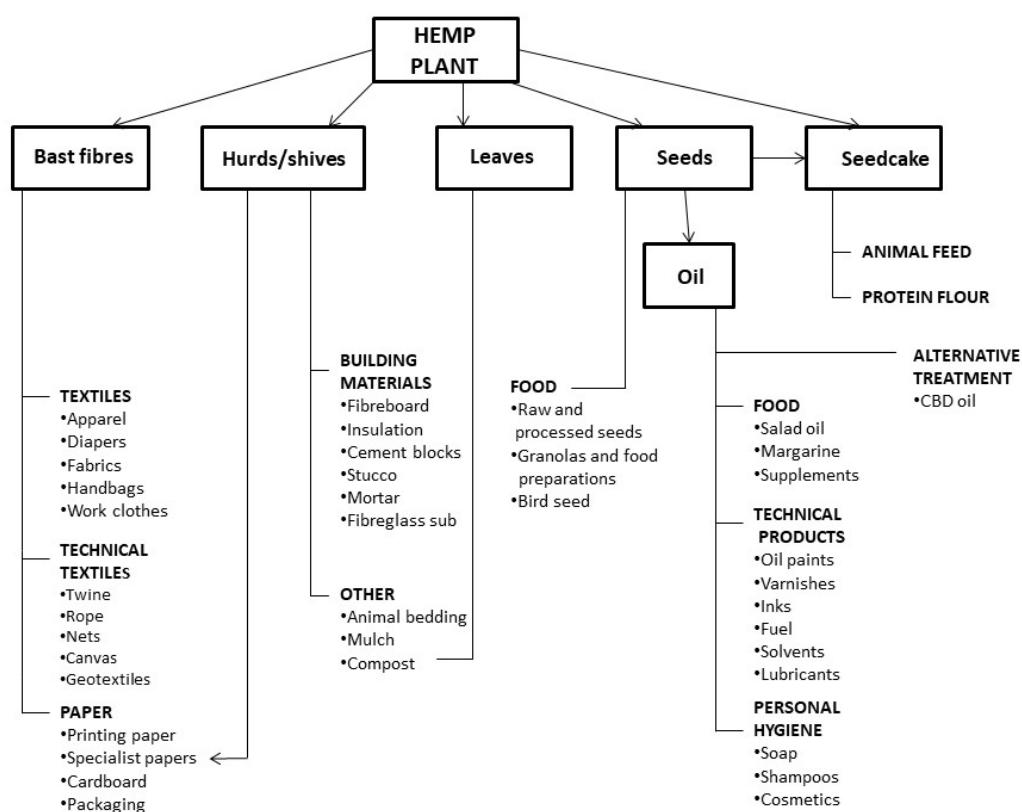 HEMP
PLANT
Bast fibres
Hurds/shives
Leaves
Seeds
Seedcake
Oil
ANIMAL FEED
PROTEIN FLOUR
TEXTILES
•Apparel
•Diapers
•Fabrics
•Handbags
•Work clothes
TECHNICAL
TEXTILES
•Twine
•Rope
•Nets
•Canvas
•Geotextiles
PAPER
•Printing paper
•Specialist papers
•Cardboard
•Packaging
BUILDING
MATERIALS
•Fibreboard
•Insulation
•Cement blocks
•Stucco
•Mortar
•Fibreglass sub
OTHER
•Animal bedding
•Mulch
•Compost
FOOD
•Raw and
processed seeds
•Granolas and food
preparations
•Bird seed
FOOD
•Salad oil
•Margarine
•Supplements
TECHNICAL
PRODUCTS
•Oil paints
•Varnishes
•Inks
•Fuel
•Solvents
•Lubricants
PERSONAL
HYGIENE
•Soap
•Shampoos
•Cosmetics
ALTERNATIVE
TREATMENT
•CBD oil